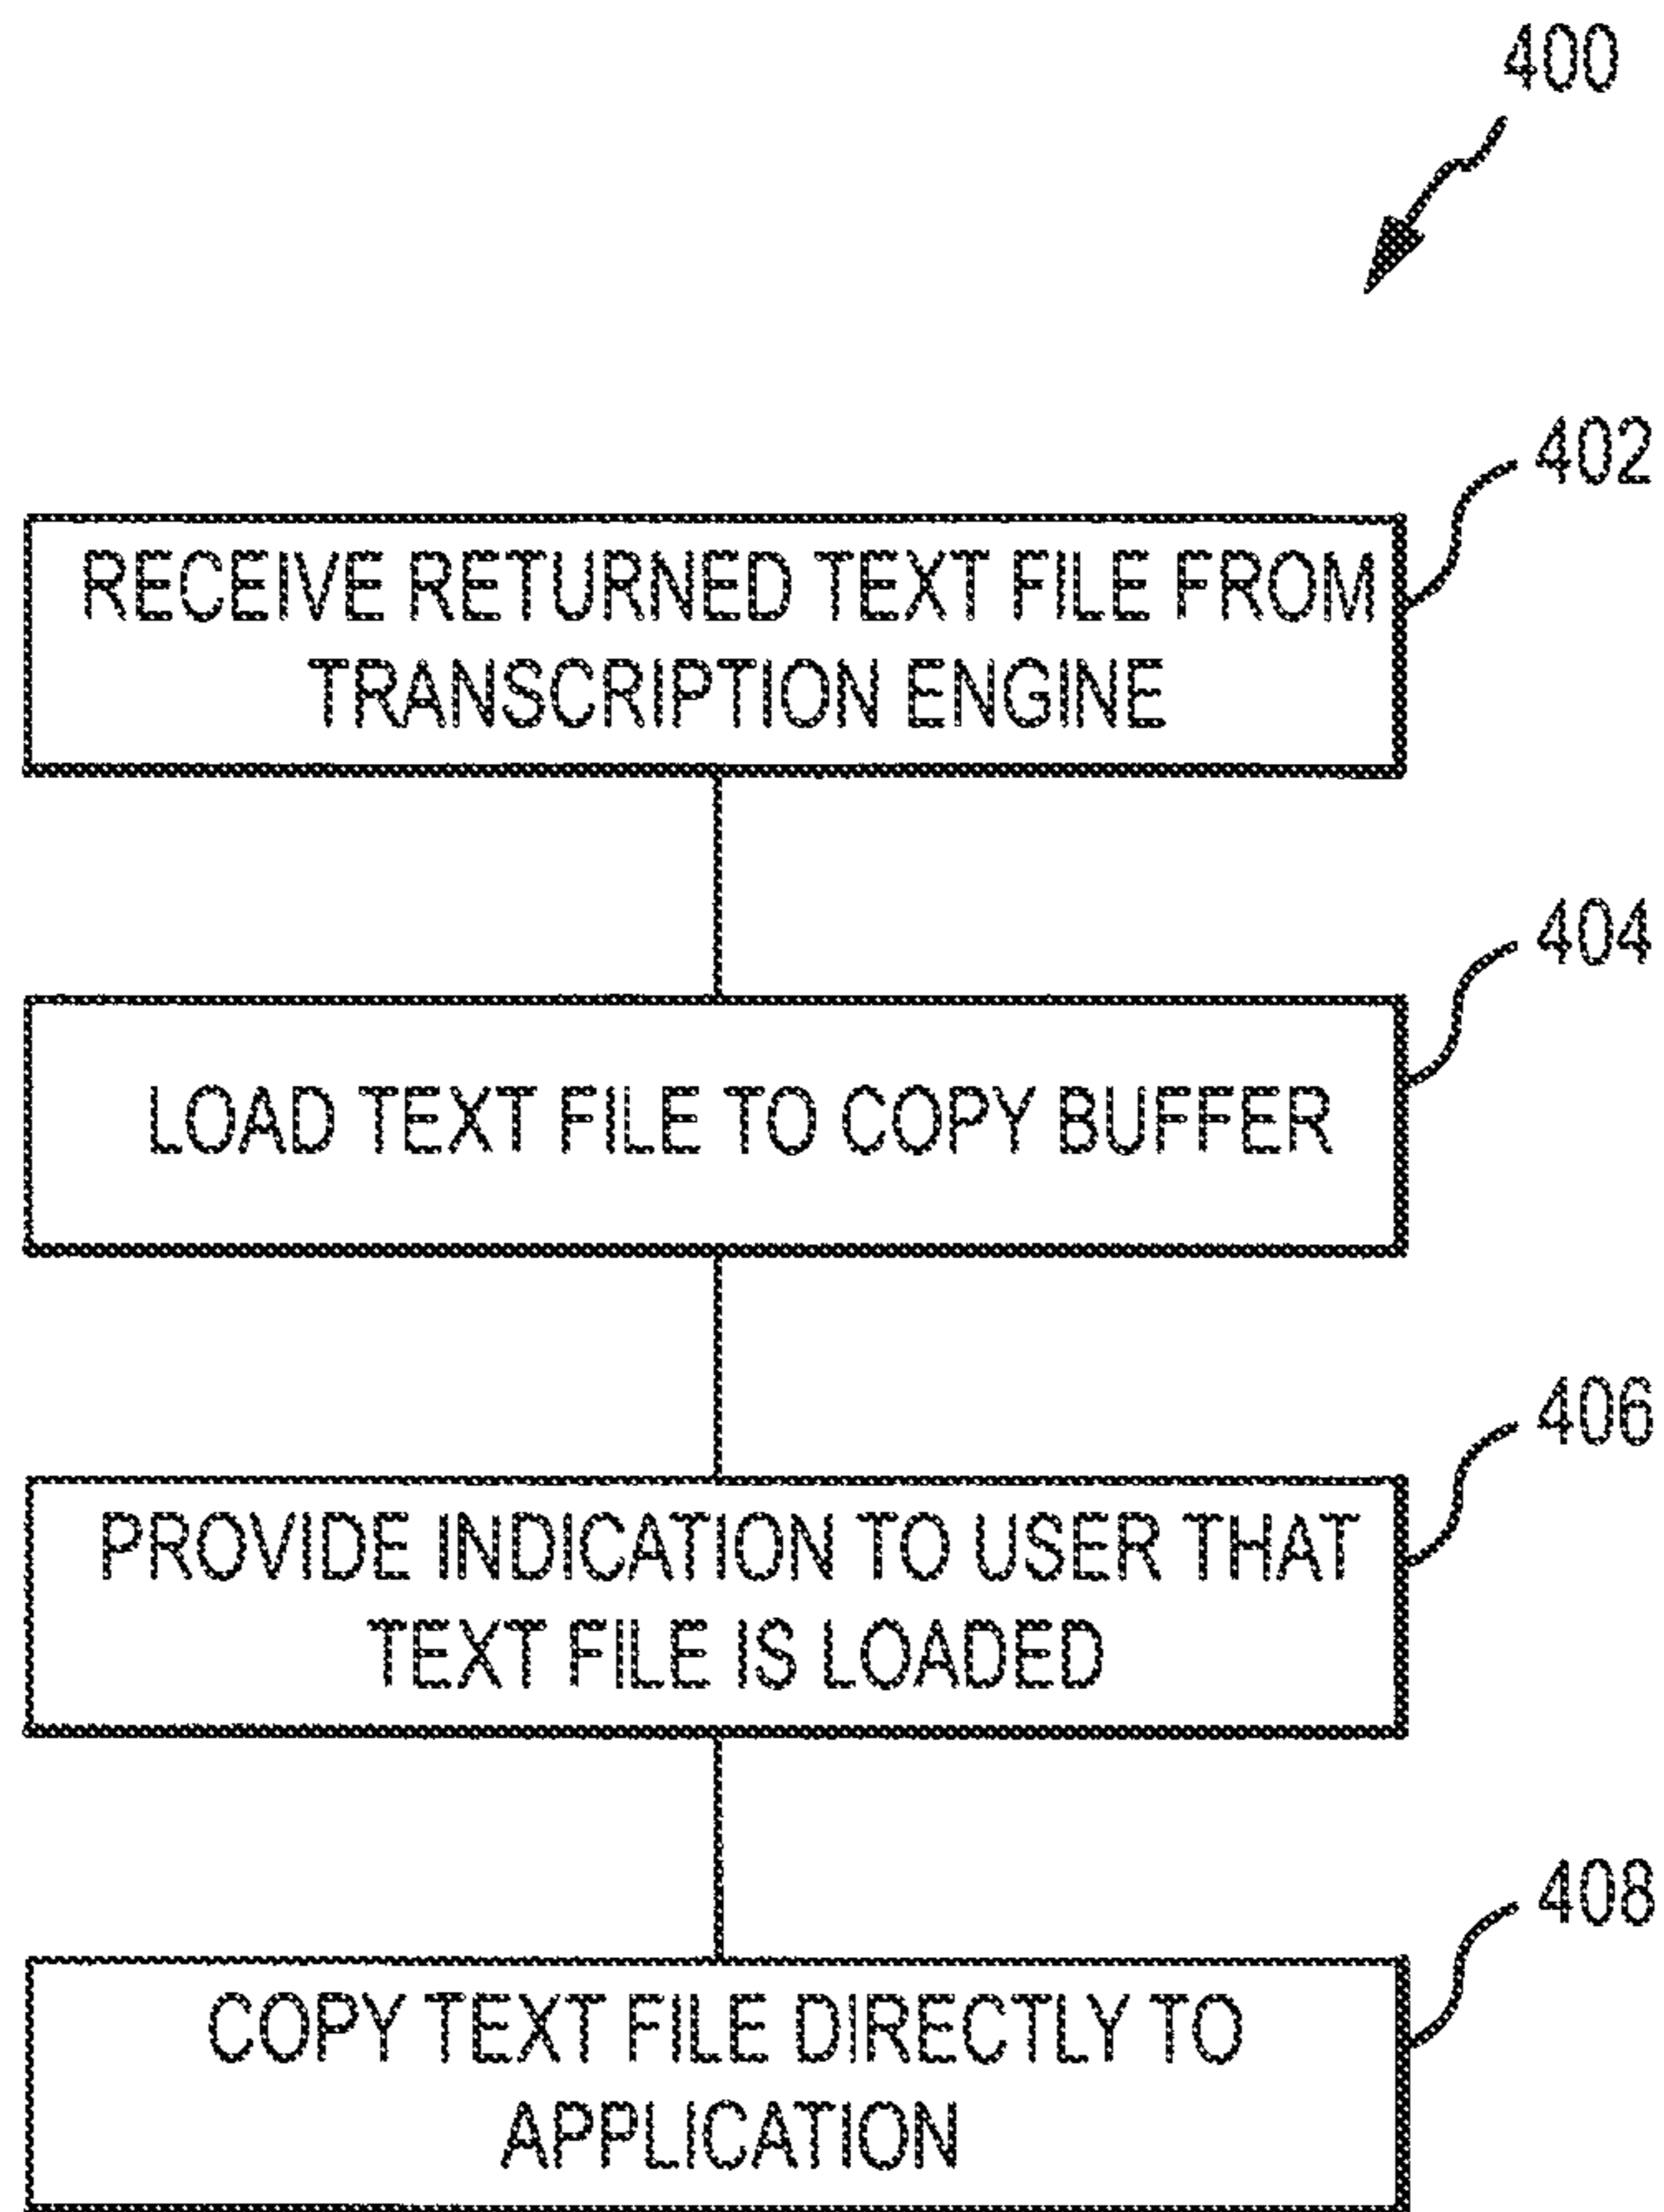 400
402
RECEIVE RETURNED TEXT FILE FROM
TRANSCRIPTION ENGINE
404
LOAD TEXT FILE TO COPY BUFFER
406
PROVIDE INDICATION TO USER THAT
TEXT FILE IS LOADED
408
COPY TEXT FILE DIRECTLY TO
APPLICATION